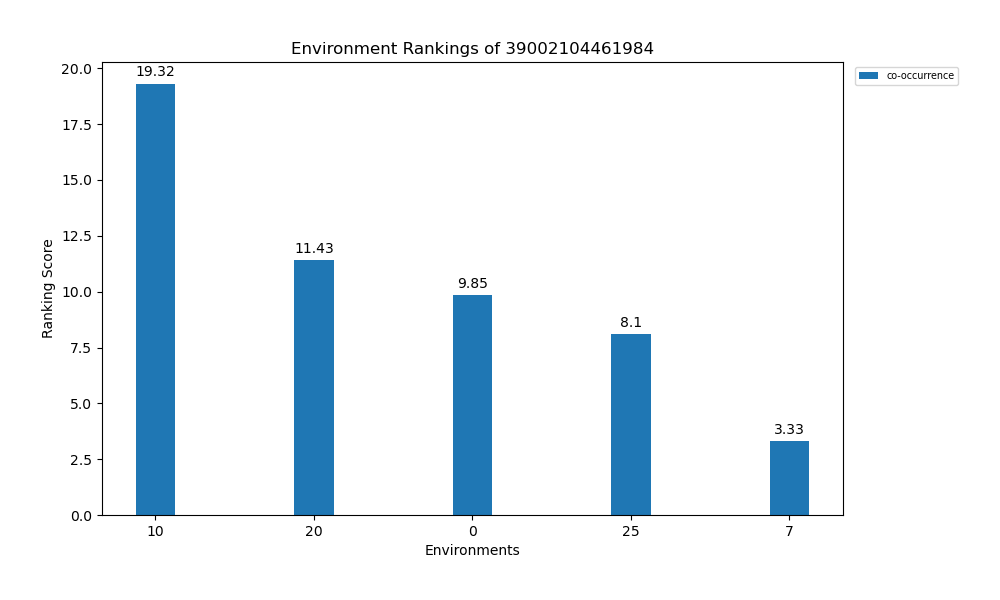 Environment Rankings of 39002104461984
co-occurrence
Ranking Score
20.0
17.5
15.0
12.5
10.0
7.5
5.0
2.5
0.0
19.32
11.43
9.85
8.1
3.33
10 20 0 25 7
Environments